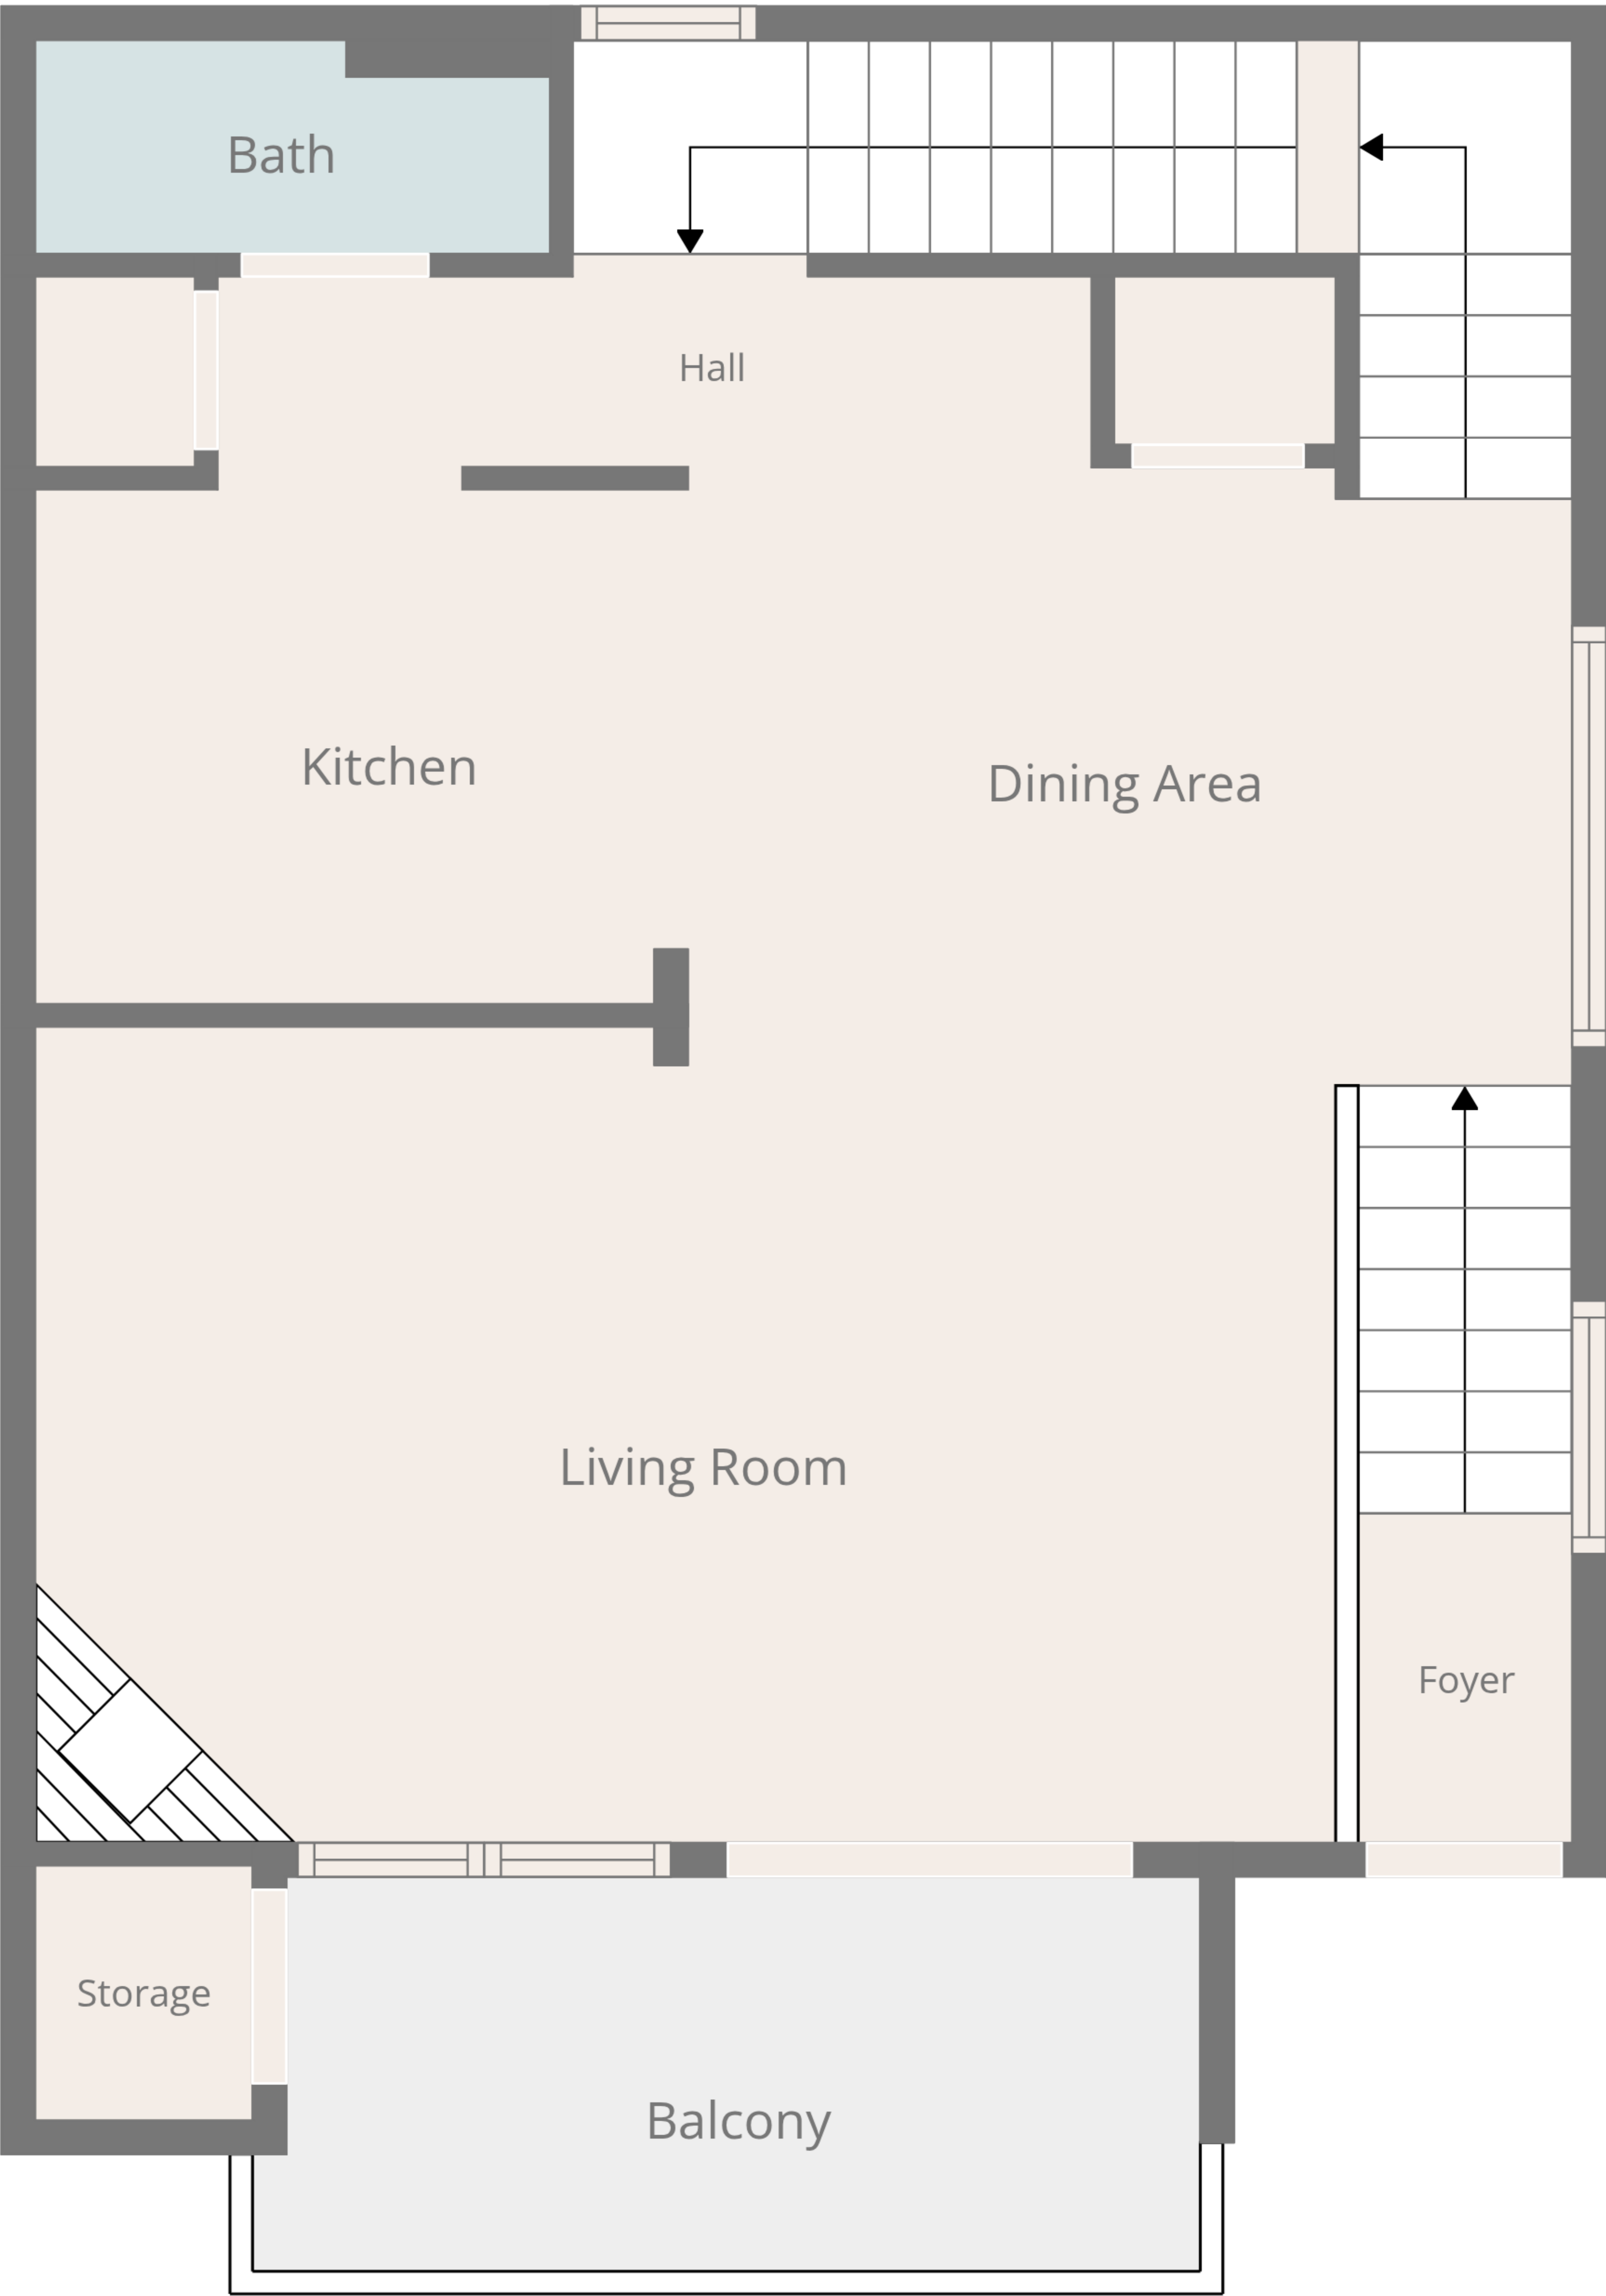 Bath
Hall
Kitchen
Dining Area
Living Room
Foyer
Storage
Balcony